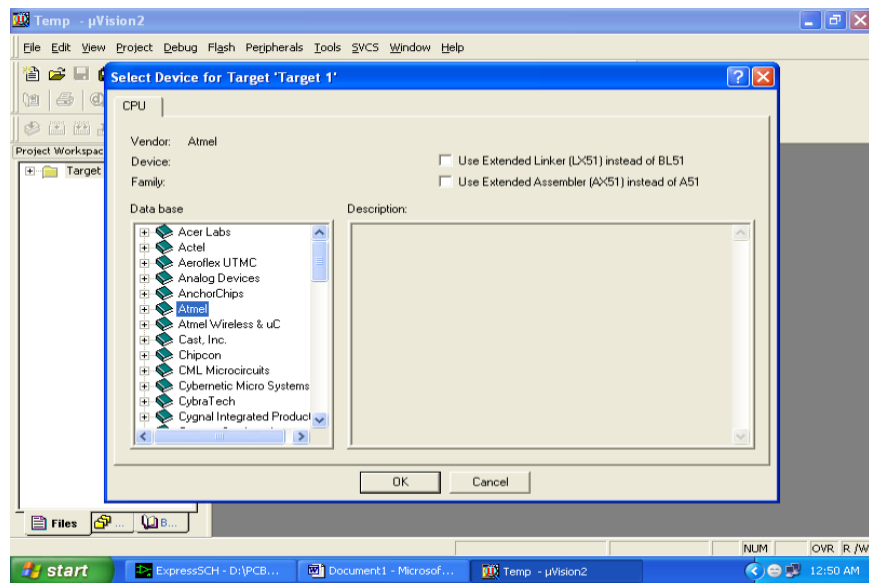 Temp - µVision2
File Edit View Project Debug Flash Peripherals Tools SVCS Window Help
Select Device for Target 'Target 1'
CPU
Vendor: Atmel
Device:
Use Extended Linker (LX51) instead of BL51
Family:
Use Extended Assembler (AX51) instead of A51
Project Workspac
Target
Data base
Description:
Acer Labs
Actel
Aeroflex UTMC
Analog Devices
AnchorChips
Atmel
Atmel Wireless & uC
Cast, Inc.
Chipcon
CML Microcircuits
Cybernetic Micro Systems
CybraTech
Cygnal Integrated Product
OK Cancel
Files ... B...
NUM OVR R /W
start ExpressSCH - D:\PCB... Document1 - Microsof... Temp - µVision2 12:50 AM